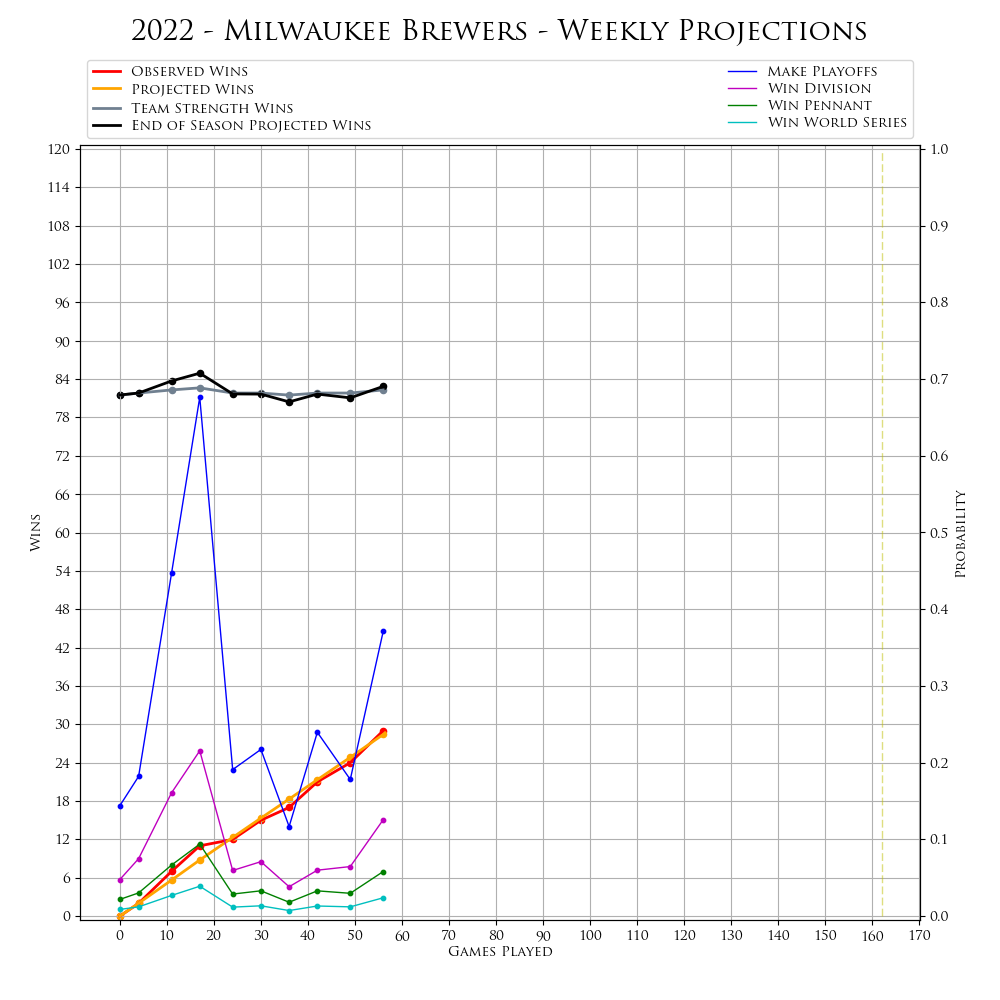 2022 - Milwaukee Brewers - Weekly Projections
Observed Wins
Projected Wins
Team Strength Wins
End of Season Projected Wins
Make Playoffs
Win Division
Win Pennant
Win World Series
120
114
108
102
96
90
84
78
72
66
60
54
48
42
36
30
24
18
12
6
0
Wins
1.0
0.9
0.8
0.7
0.6
0.5
0.4
0.3
0.2
0.1
0.0
Probability
0 10 20 30 40 50 60 70 80 90 100 110 120 130 140 150 160 170
Games Played